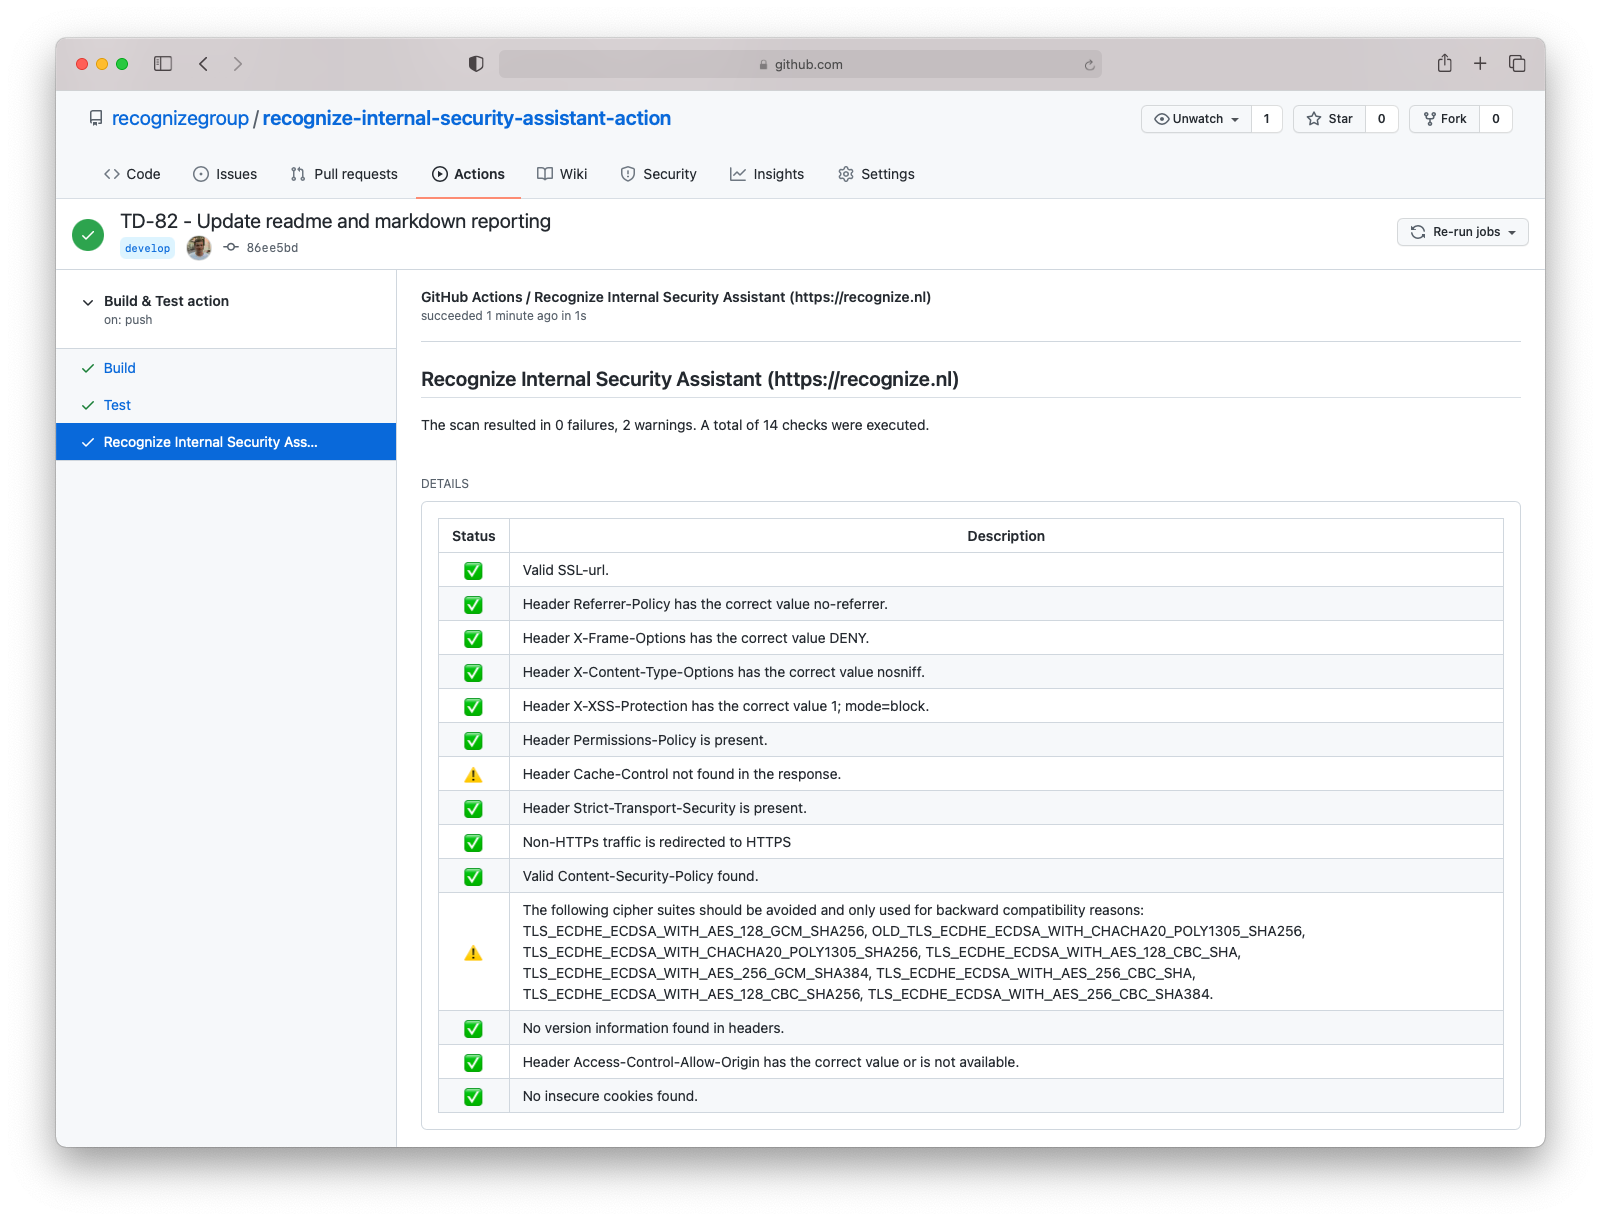 github.com
recognizegroup / recognize-internal-security-assistant-action
Unwatch 1
Star 0
Fork 0
Code
Issues
Pull requests
Actions
Wiki
Security
Insights
Settings
TD-82 - Update readme and markdown reporting
develop 86ee5bd
Re-run jobs
Build & Test action
on: push
Build
Test
Recognize Internal Security Ass...
GitHub Actions / Recognize Internal Security Assistant (https://recognize.nl)
succeeded 1 minute ago in 1s
Recognize Internal Security Assistant (https://recognize.nl)
The scan resulted in 0 failures, 2 warnings. A total of 14 checks were executed.
DETAILS
Status Description
Valid SSL-url.
Header Referrer-Policy has the correct value no-referrer.
Header X-Frame-Options has the correct value DENY.
Header X-Content-Type-Options has the correct value nosniff.
Header X-XSS-Protection has the correct value 1; mode=block.
Header Permissions-Policy is present.
Header Cache-Control not found in the response.
Header Strict-Transport-Security is present.
Non-HTTPs traffic is redirected to HTTPS
Valid Content-Security-Policy found.
The following cipher suites should be avoided and only used for backward compatibility reasons:
TLS_ECDHE_ECDSA_WITH_AES_128_GCM_SHA256, OLD_TLS_ECDHE_ECDSA_WITH_CHACHA20_POLY1305_SHA256,
TLS_ECDHE_ECDSA_WITH_CHACHA20_POLY1305_SHA256, TLS_ECDHE_ECDSA_WITH_AES_128_CBC_SHA,
TLS_ECDHE_ECDSA_WITH_AES_256_GCM_SHA384, TLS_ECDHE_ECDSA_WITH_AES_256_CBC_SHA,
TLS_ECDHE_ECDSA_WITH_AES_128_CBC_SHA256, TLS_ECDHE_ECDSA_WITH_AES_256_CBC_SHA384.
No version information found in headers.
Header Access-Control-Allow-Origin has the correct value or is not available.
No insecure cookies found.